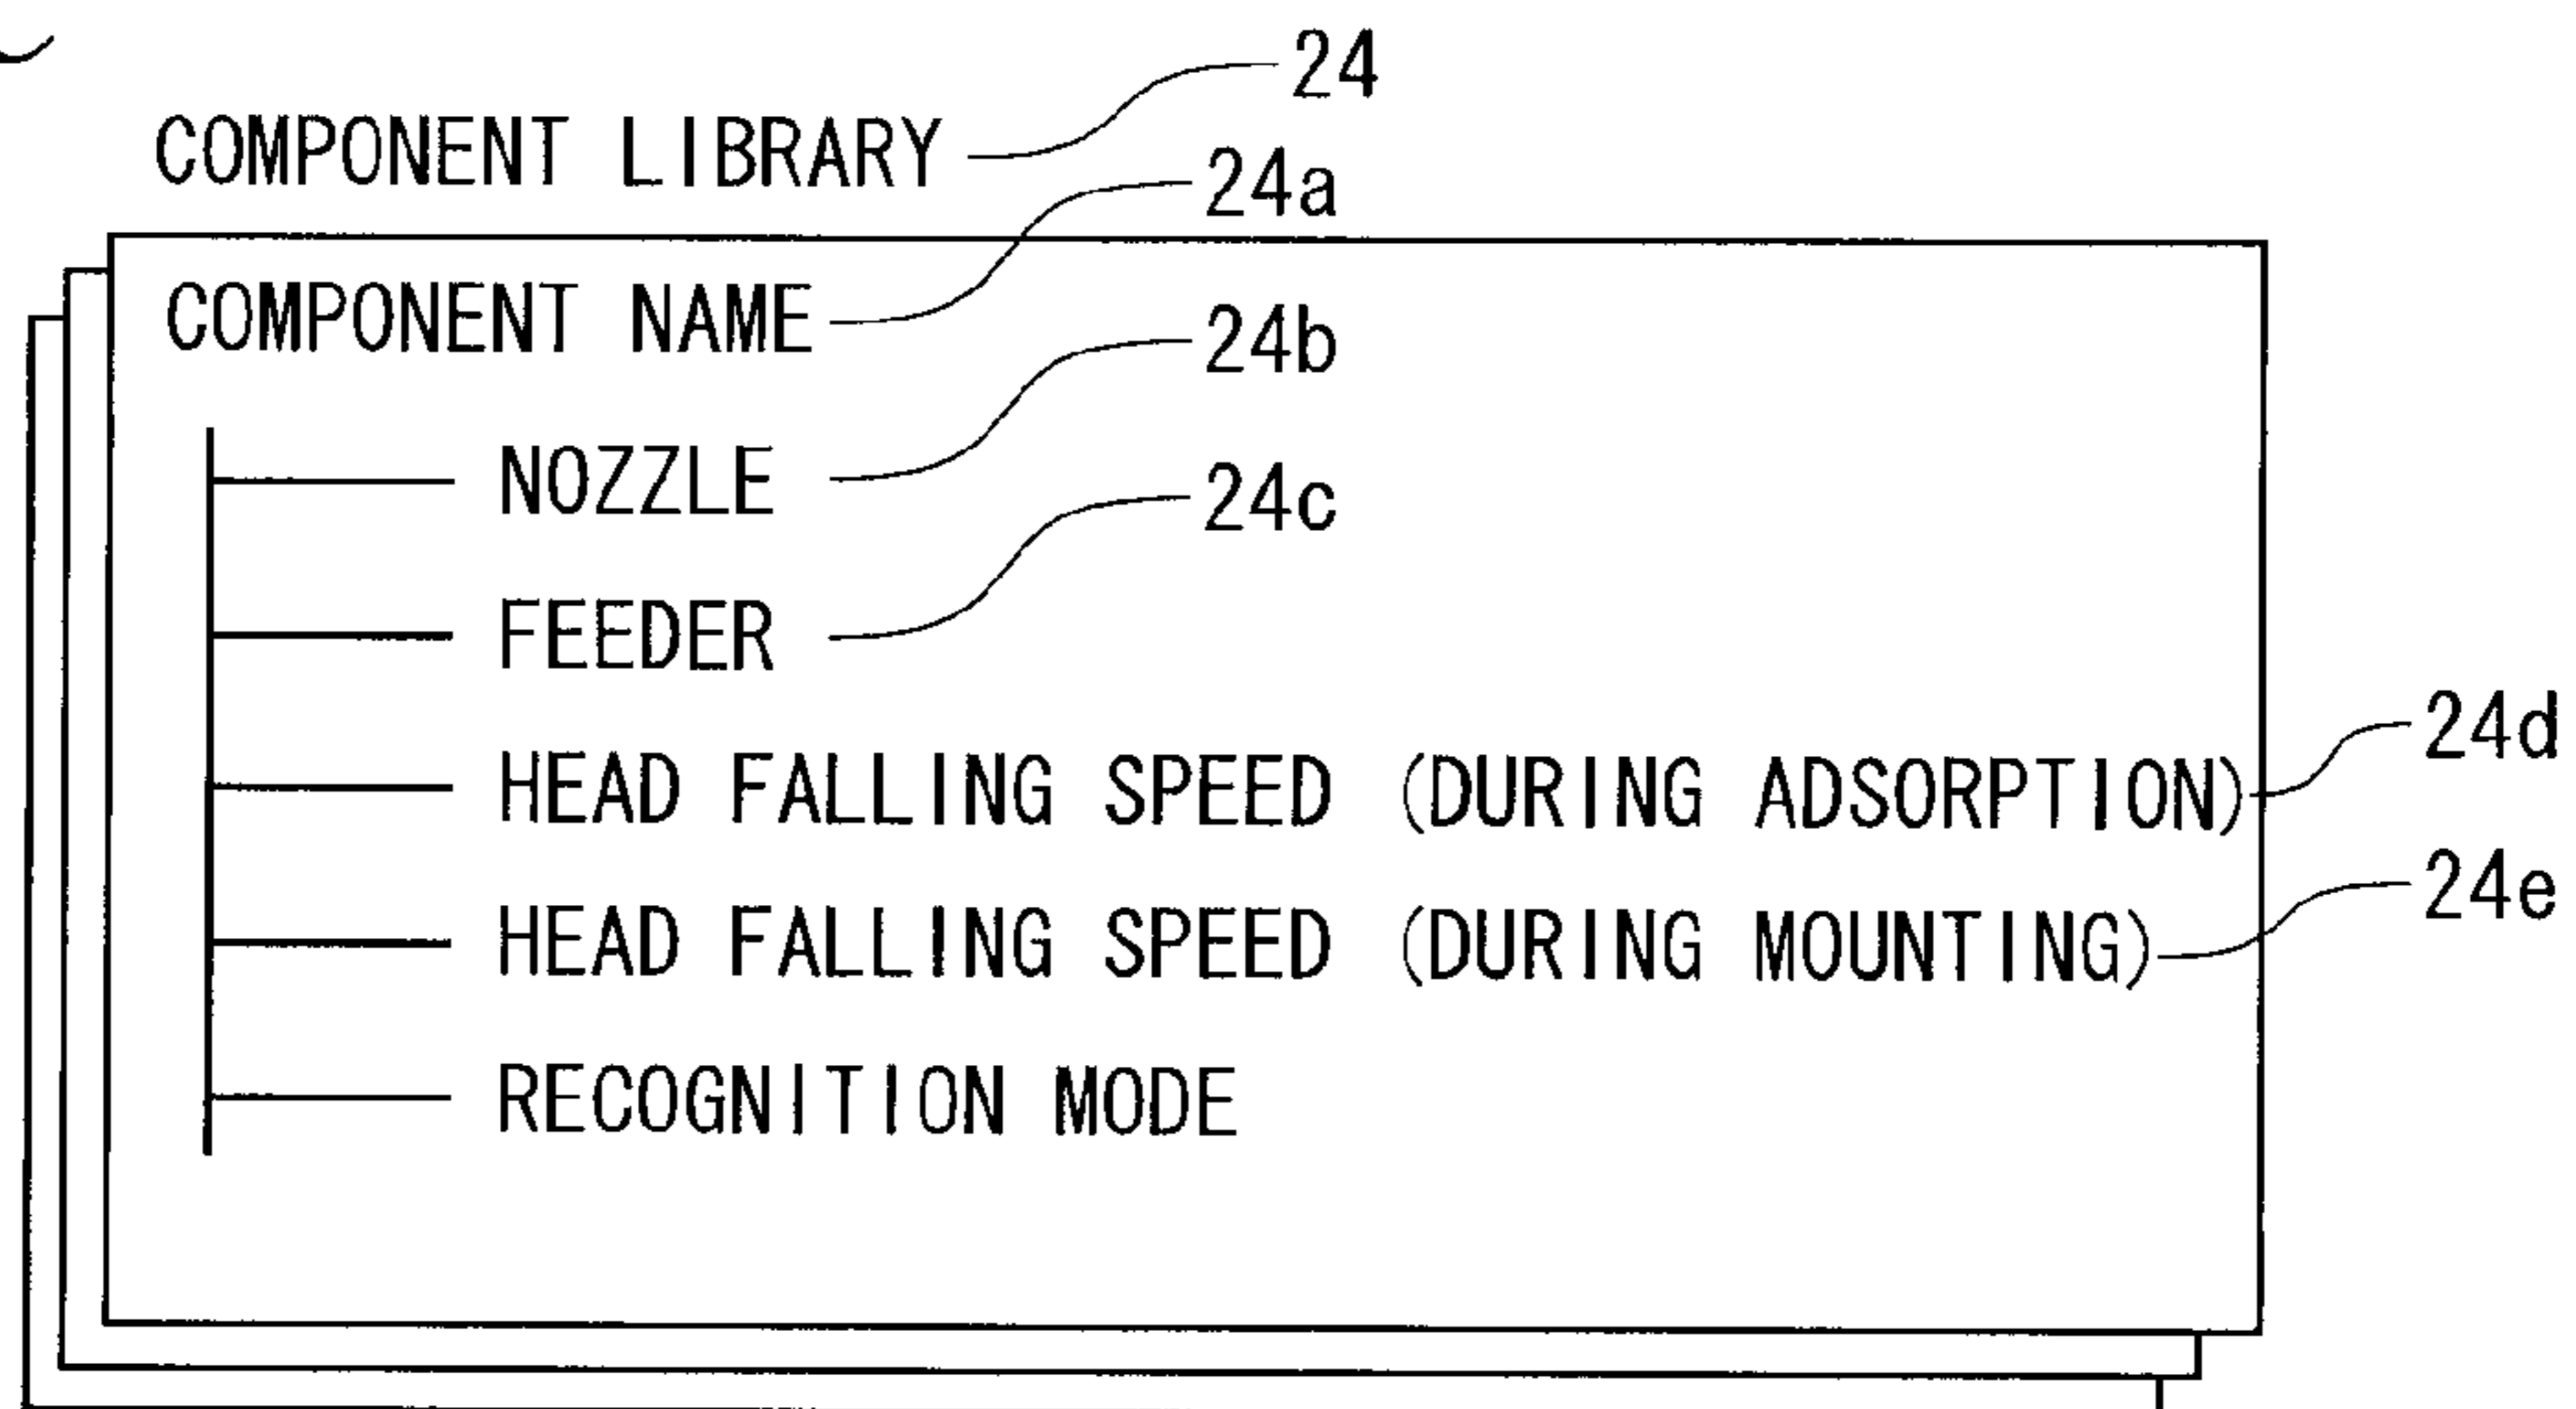 24
COMPONENT LIBRARY
24a
COMPONENT NAME
24b
NOZZLE
24c
FEEDER
24d
HEAD FALLING SPEED (DURING ADSORPTION)
24e
HEAD FALLING SPEED (DURING MOUNTING)
RECOGNITION MODE